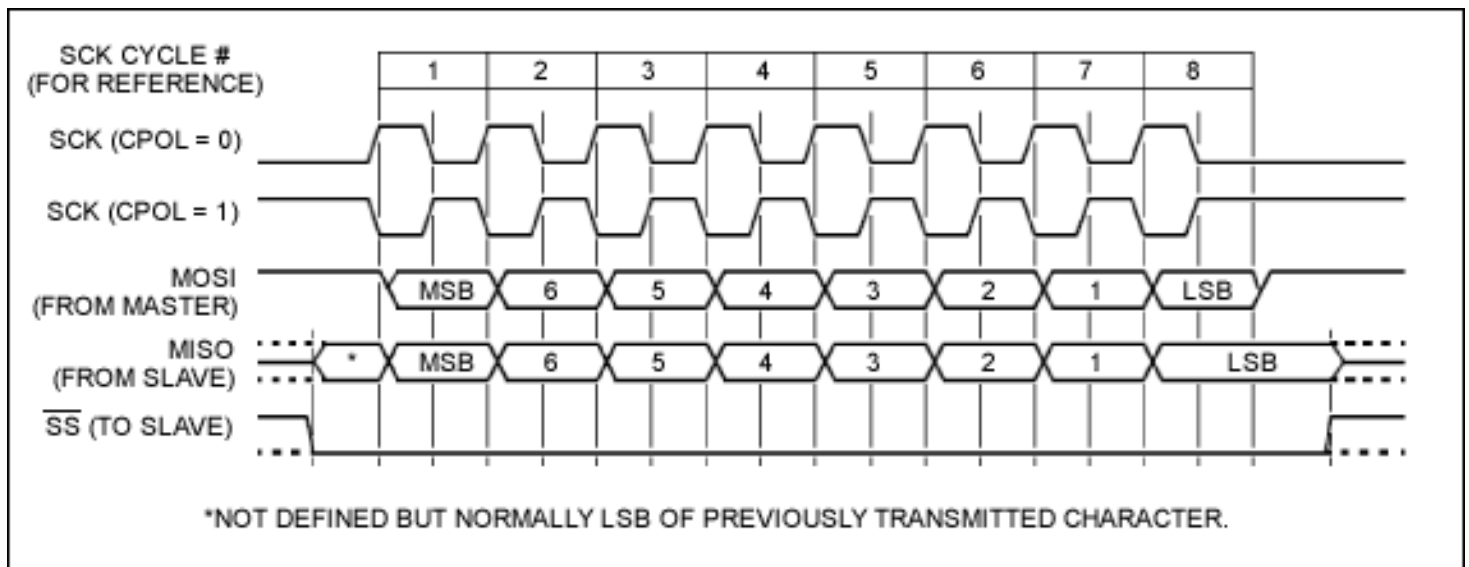 SCK CYCLE #
(FOR REFERENCE)
1 2 3 4 5 6 7 8
SCK (CPOL = 0)
SCK (CPOL = 1)
MOSI
(FROM MASTER)
MSB 6 5 4 3 2 1 LSB
MISO
(FROM SLAVE)
* MSB 6 5 4 3 2 1 LSB
S̅S̅ (TO SLAVE)
*NOT DEFINED BUT NORMALLY LSB OF PREVIOUSLY TRANSMITTED CHARACTER.